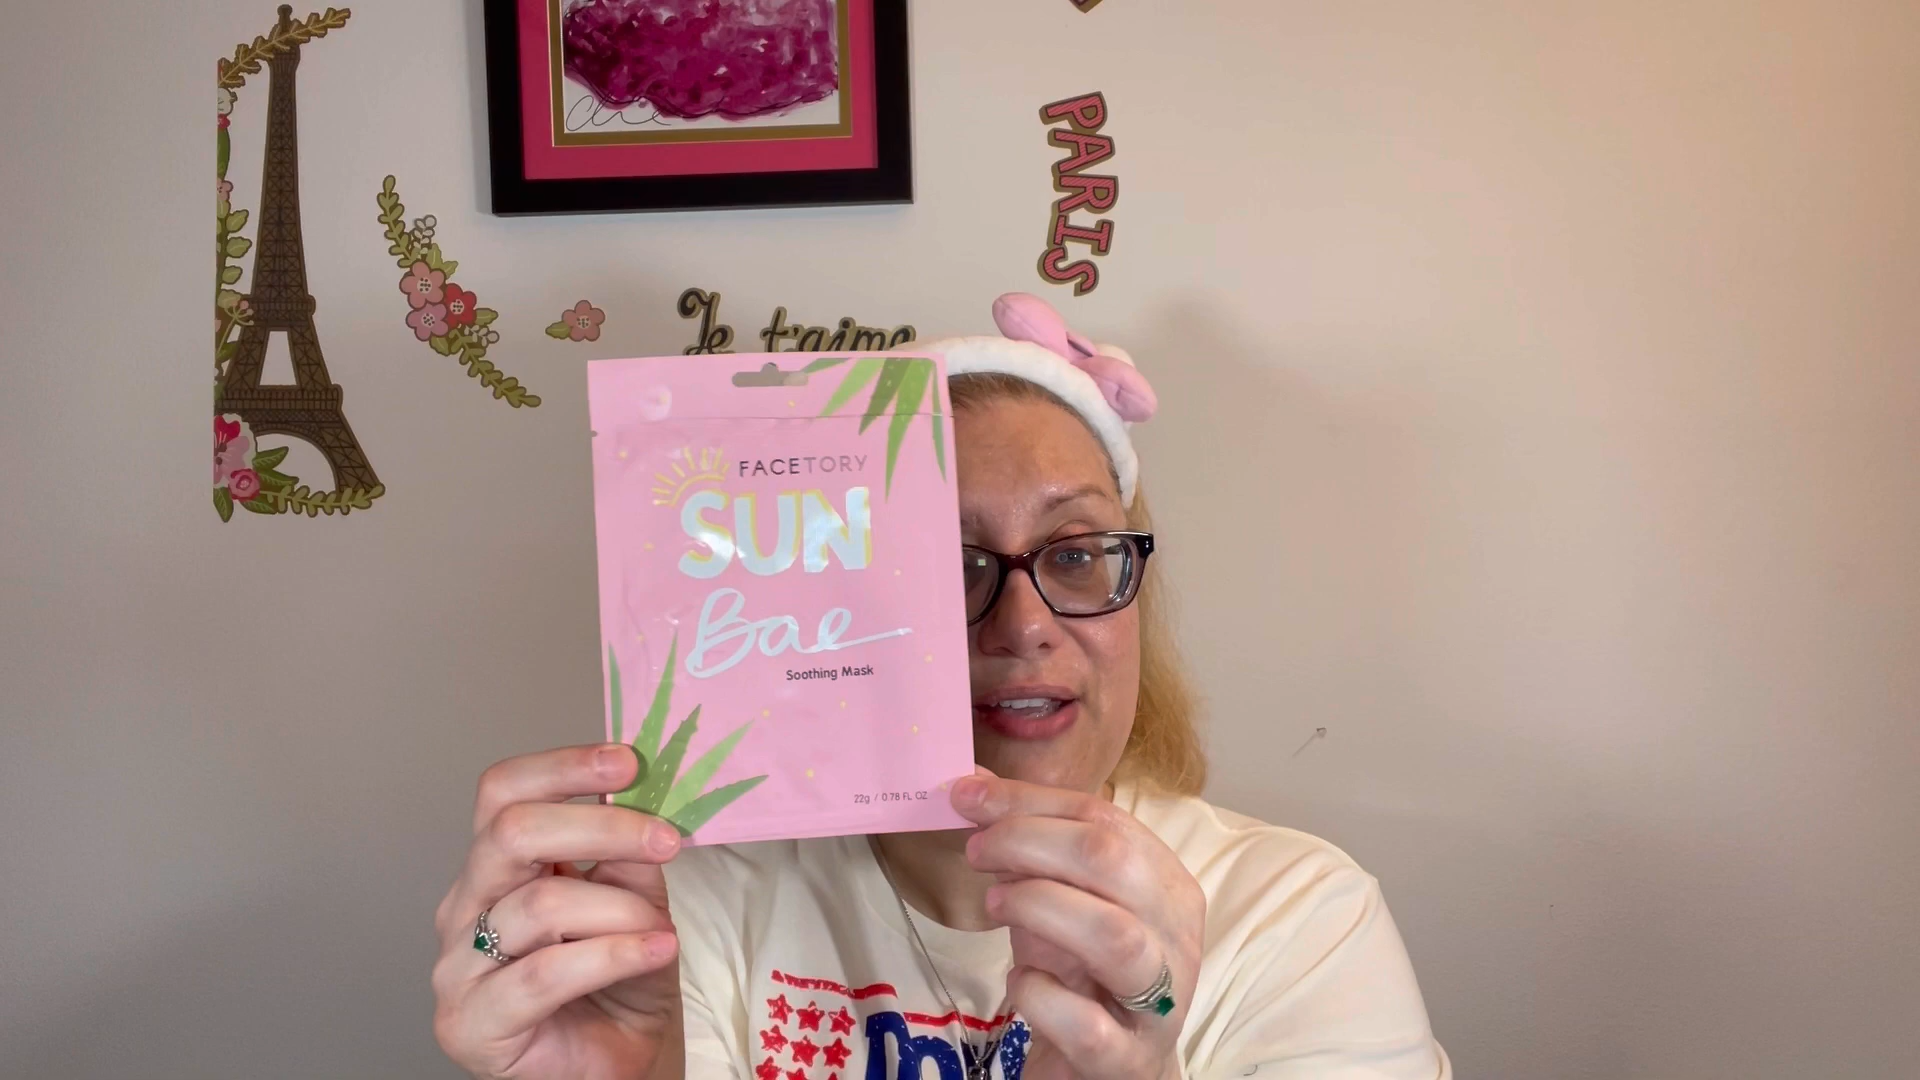 PARIS
Je t'aime
FACETORY
SUN
Bae
Soothing Mask
22g / 0.78 FL OZ